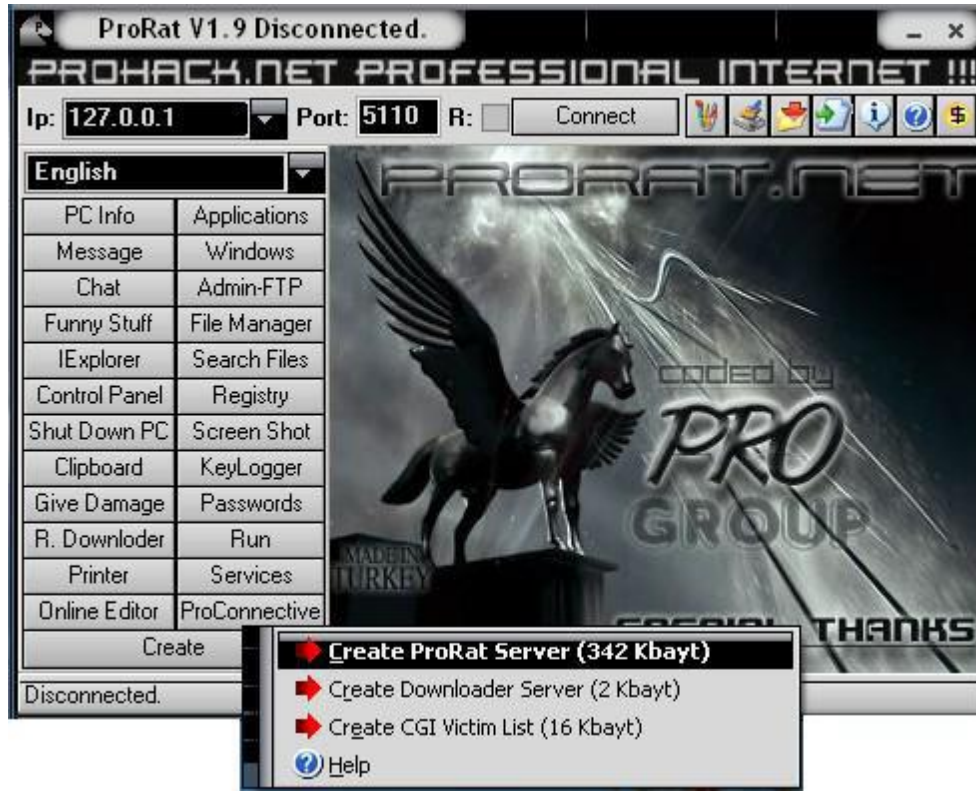 ProRat V1.9 Disconnected.
PROHACK.NET PROFESSIONAL INTERNET !!!
Ip: 127.0.0.1 Port: 5110 R: Connect
English
PC Info Applications
Message Windows
Chat Admin-FTP
Funny Stuff File Manager
IExplorer Search Files
Control Panel Registry
Shut Down PC Screen Shot
Clipboard KeyLogger
Give Damage Passwords
R. Downloder Run
Printer Services
Online Editor ProConnective
Create
PRORAT.NET
coded by
PRO
GROUP
MADE IN
TURKEY
THANKS
Disconnected.
Create ProRat Server (342 Kbayt)
Create Downloader Server (2 Kbayt)
Create CGI Victim List (16 Kbayt)
Help